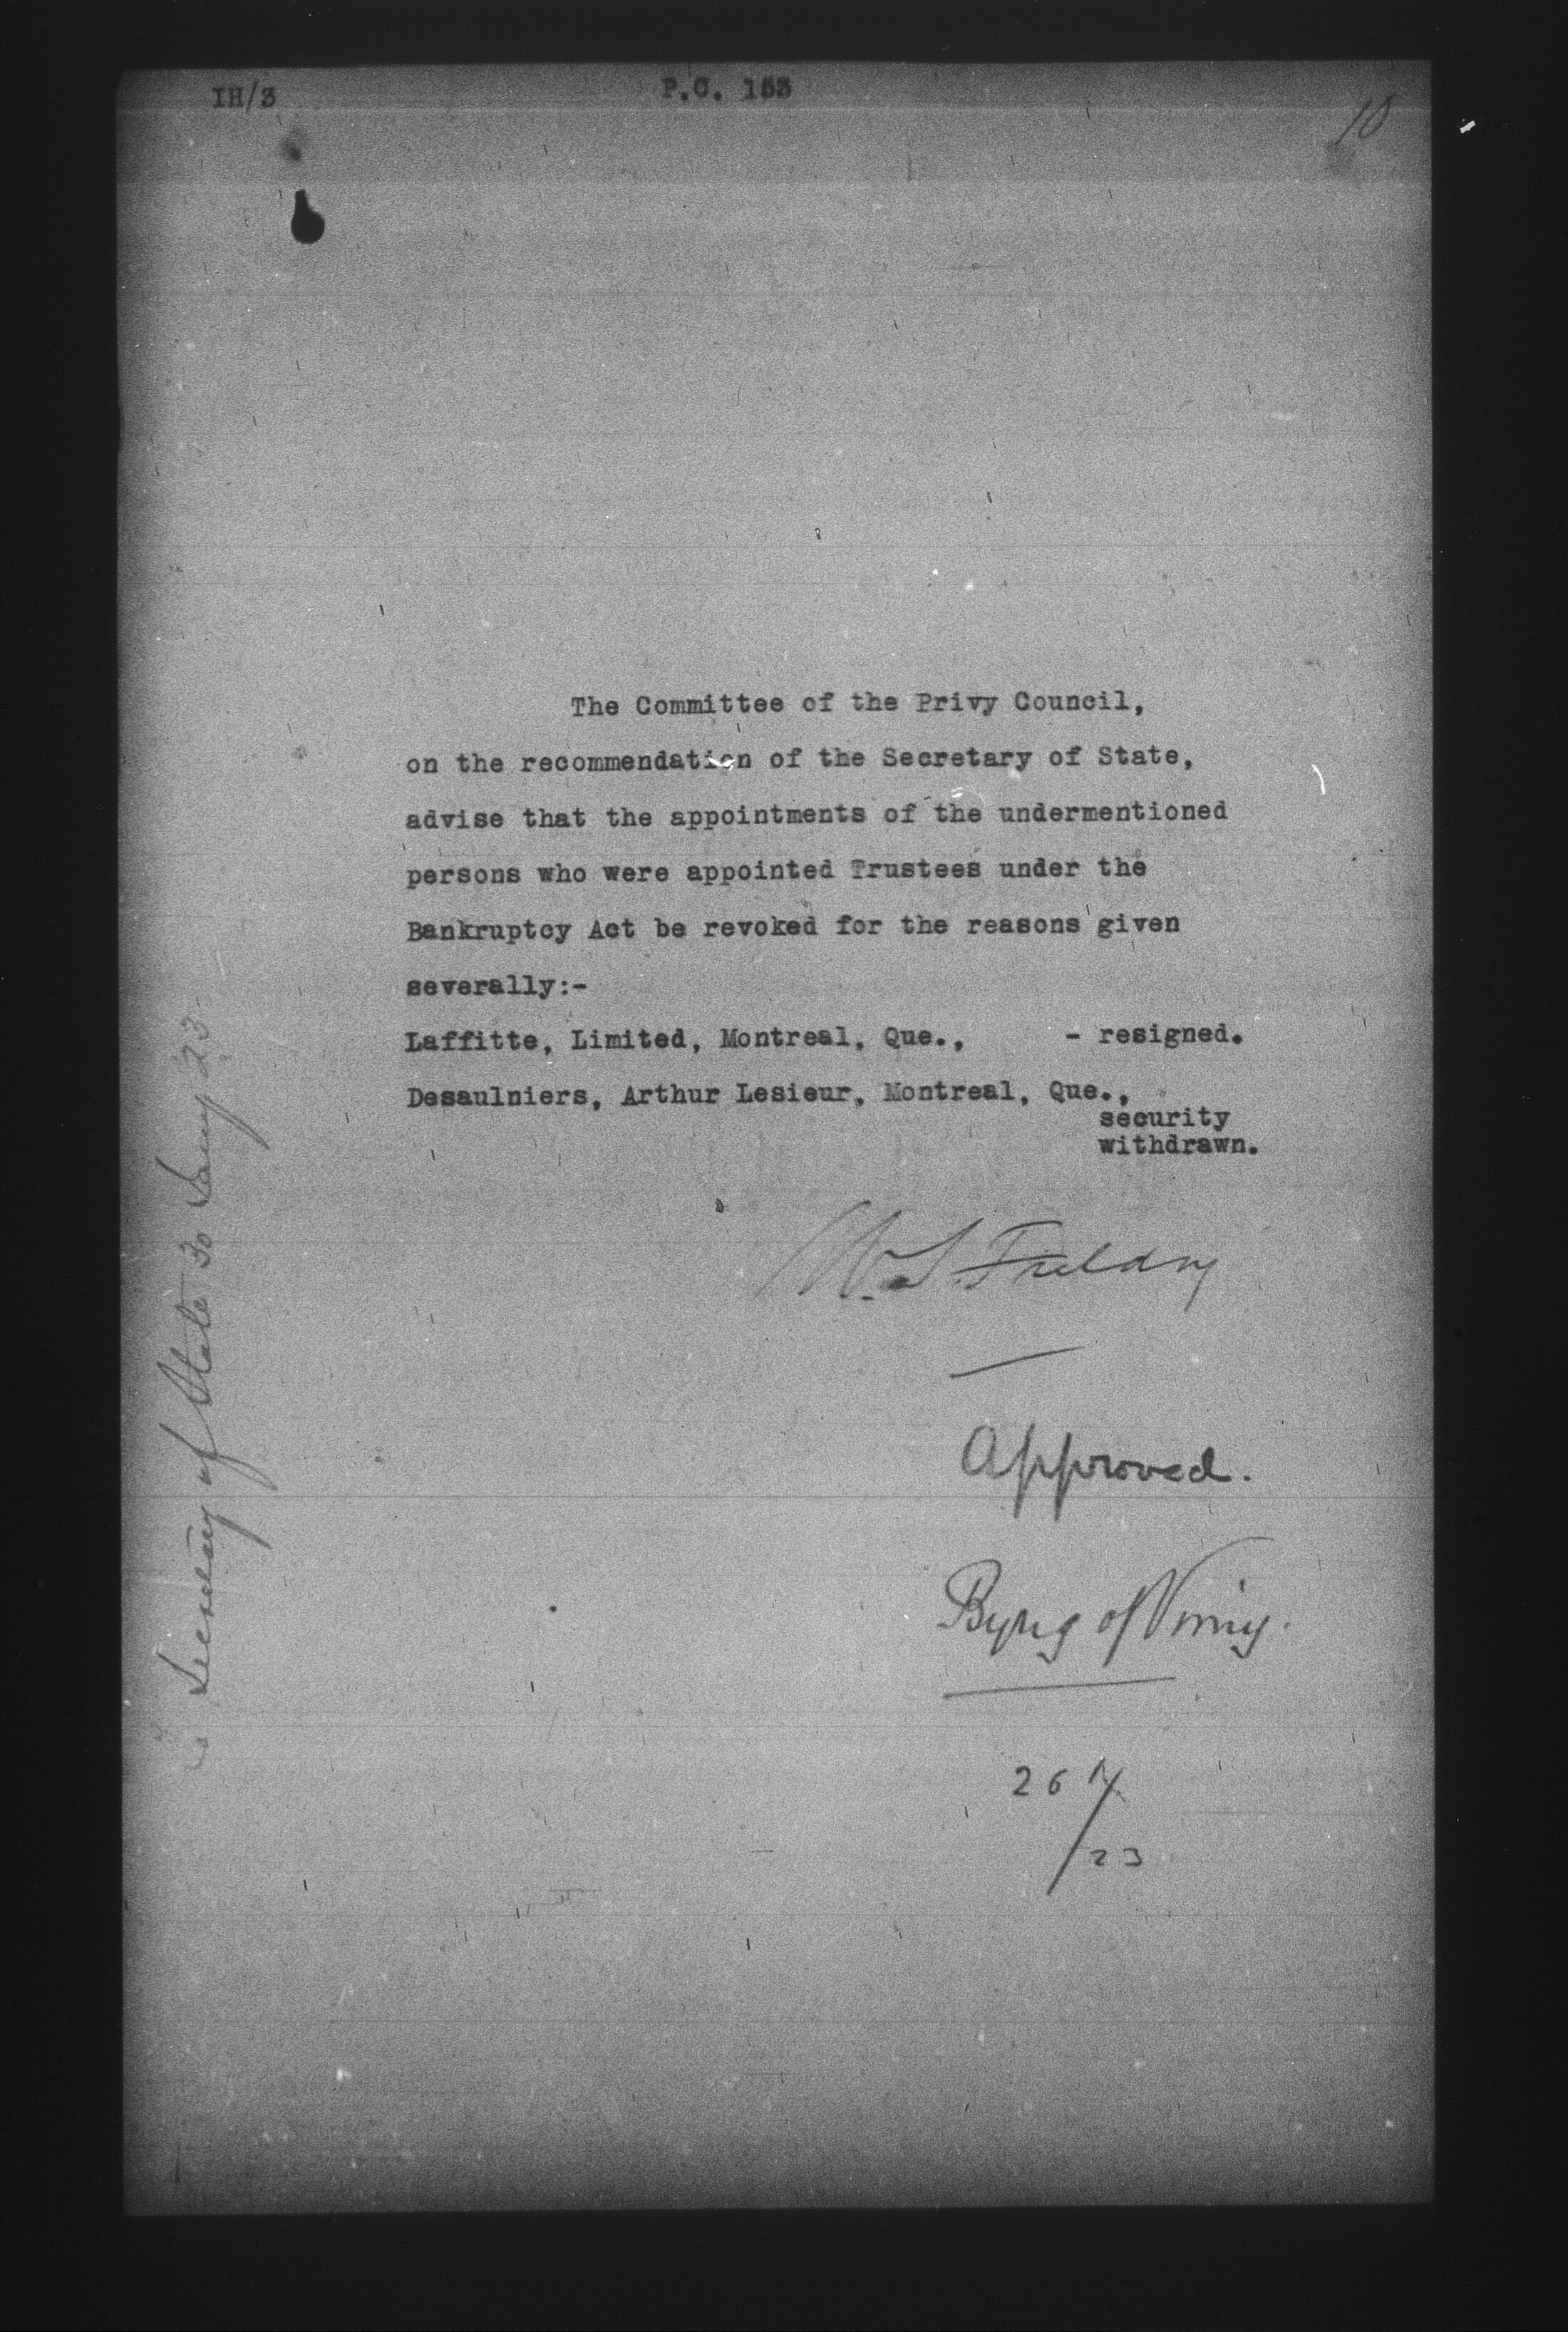 IH/3
P.C. 153
10
The Committee of the Privy Council,
on the recommendation of the Secretary of State,
advise that the appointments of the undermentioned
persons who were appointed Trustees under the
Bankruptcy Act be revoked for the reasons given
severally:-
Laffitte, Limited, Montreal, Que., - resigned.
Desaulniers, Arthur Lesieur, Montreal, Que.,
security
withdrawn.
W.S. Fielding
Approved.
Byng of Vimy.
26/1
/23
Secretary of State 30 Jany 23